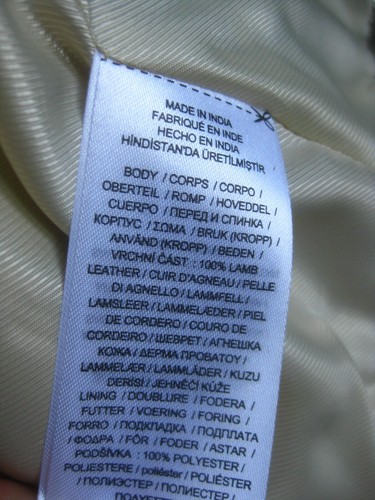 MADE IN INDIA
FABRIQUÉ EN INDE
HECHO EN INDIA
HİNDİSTAN'DA ÜRETİLMİŞTİR
BODY / CORPS / CORPO /
OBERTEIL / ROMP / HOVEDDEL /
CUERPO / ПЕРЕД И СПИНКА /
КОРПУС / ΣΩΜΑ / BRUK (KROPP) /
ANVÄND (KROPP) / BEDEN /
VRCHNÍ ČÁST : 100% LAMB
LEATHER / CUIR D'AGNEAU / PELLE
DI AGNELLO / LAMMFELL /
LAMSLEER / LAMMELÆDER / PIEL
DE CORDERO / COURO DE
CORDEIRO / ШЕВРЕТ / АГНЕШКА
КОЖА / ΔΕΡΜΑ ΠΡΟΒΑΤΟΥ /
LAMMELÆR / LAMMLÄDER / KUZU
DERİSİ / JEHNĚČÍ KŮŽE
LINING / DOUBLURE / FODERA /
FUTTER / VOERING / FORING /
FORRO / ПОДКЛАДКА / ПОДПЛАТА
/ ΦΟΔΡΑ / FÔR / FODER / ASTAR /
PODŠÍVKA : 100% POLYESTER /
POLYESTERE / poliéster / POLIÉSTER
/ ПОЛИЭСТЕР / ПОЛИЕСТЕР /